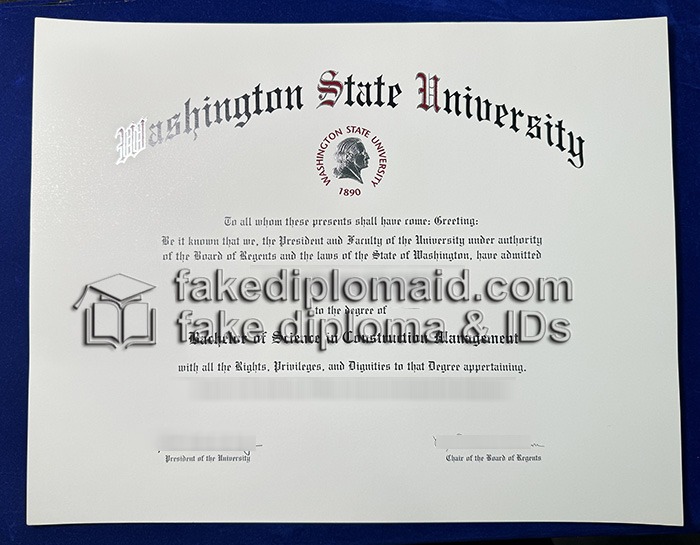 Washington State University
WASHINGTON STATE UNIVERSITY
1890
To all whom these presents shall have come: Greeting:
Be it known that we, the President and Faculty of the University under authority
of the Board of Regents and the laws of the State of Washington, have admitted
fakediplomaid.com
to the degree of
fake diploma & IDs
Bachelor of Science in Construction Management
with all the Rights, Privileges, and Dignities to that Degree appertaining.
President of the University
Chair of the Board of Regents